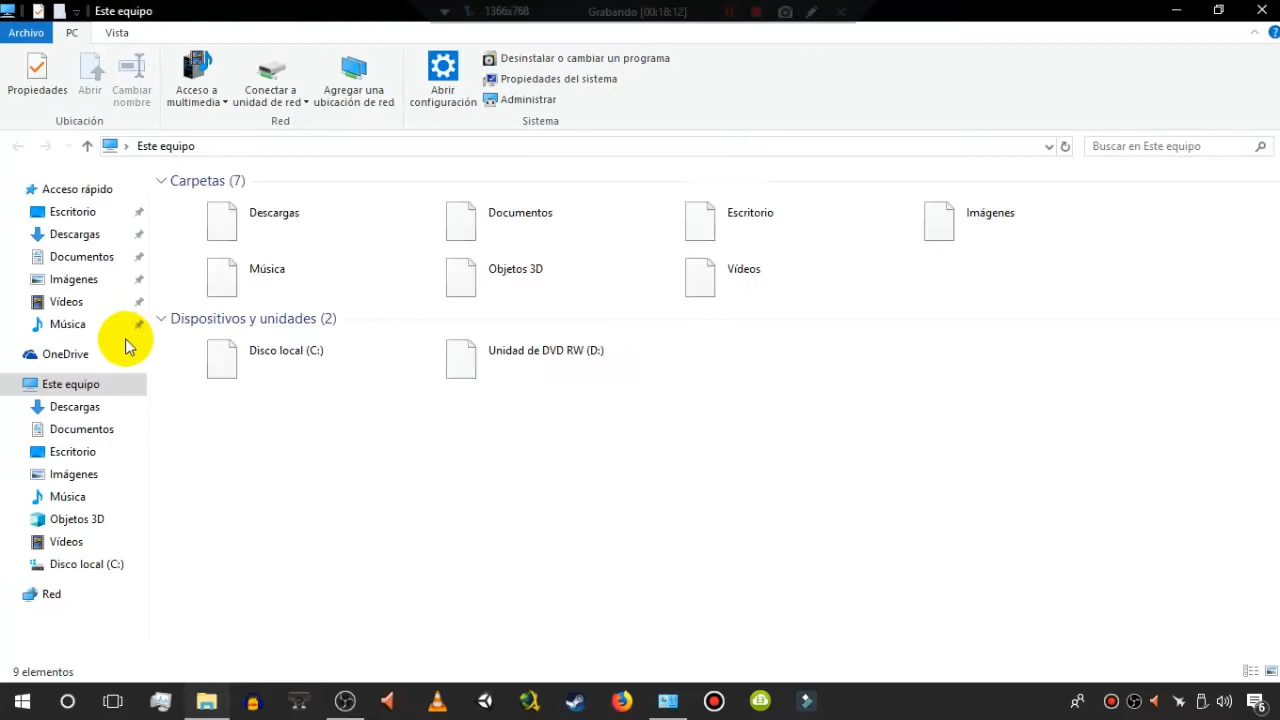 Este equipo
1366x768
Grabando [00:18:12]
Archivo PC Vista
Propiedades
Abrir
Cambiar
nombre
Ubicación
Acceso a
multimedia
Conectar a
unidad de red
Agregar una
ubicación de red
Red
Abrir
configuración
Desinstalar o cambiar un programa
Propiedades del sistema
Administrar
Sistema
Este equipo
Buscar en Este equipo
Acceso rápido
Escritorio
Descargas
Documentos
Imágenes
Vídeos
Música
OneDrive
Este equipo
Descargas
Documentos
Escritorio
Imágenes
Música
Objetos 3D
Vídeos
Disco local (C:)
Red
Carpetas (7)
Descargas
Documentos
Escritorio
Imágenes
Música
Objetos 3D
Vídeos
Dispositivos y unidades (2)
Disco local (C:)
Unidad de DVD RW (D:)
9 elementos
6